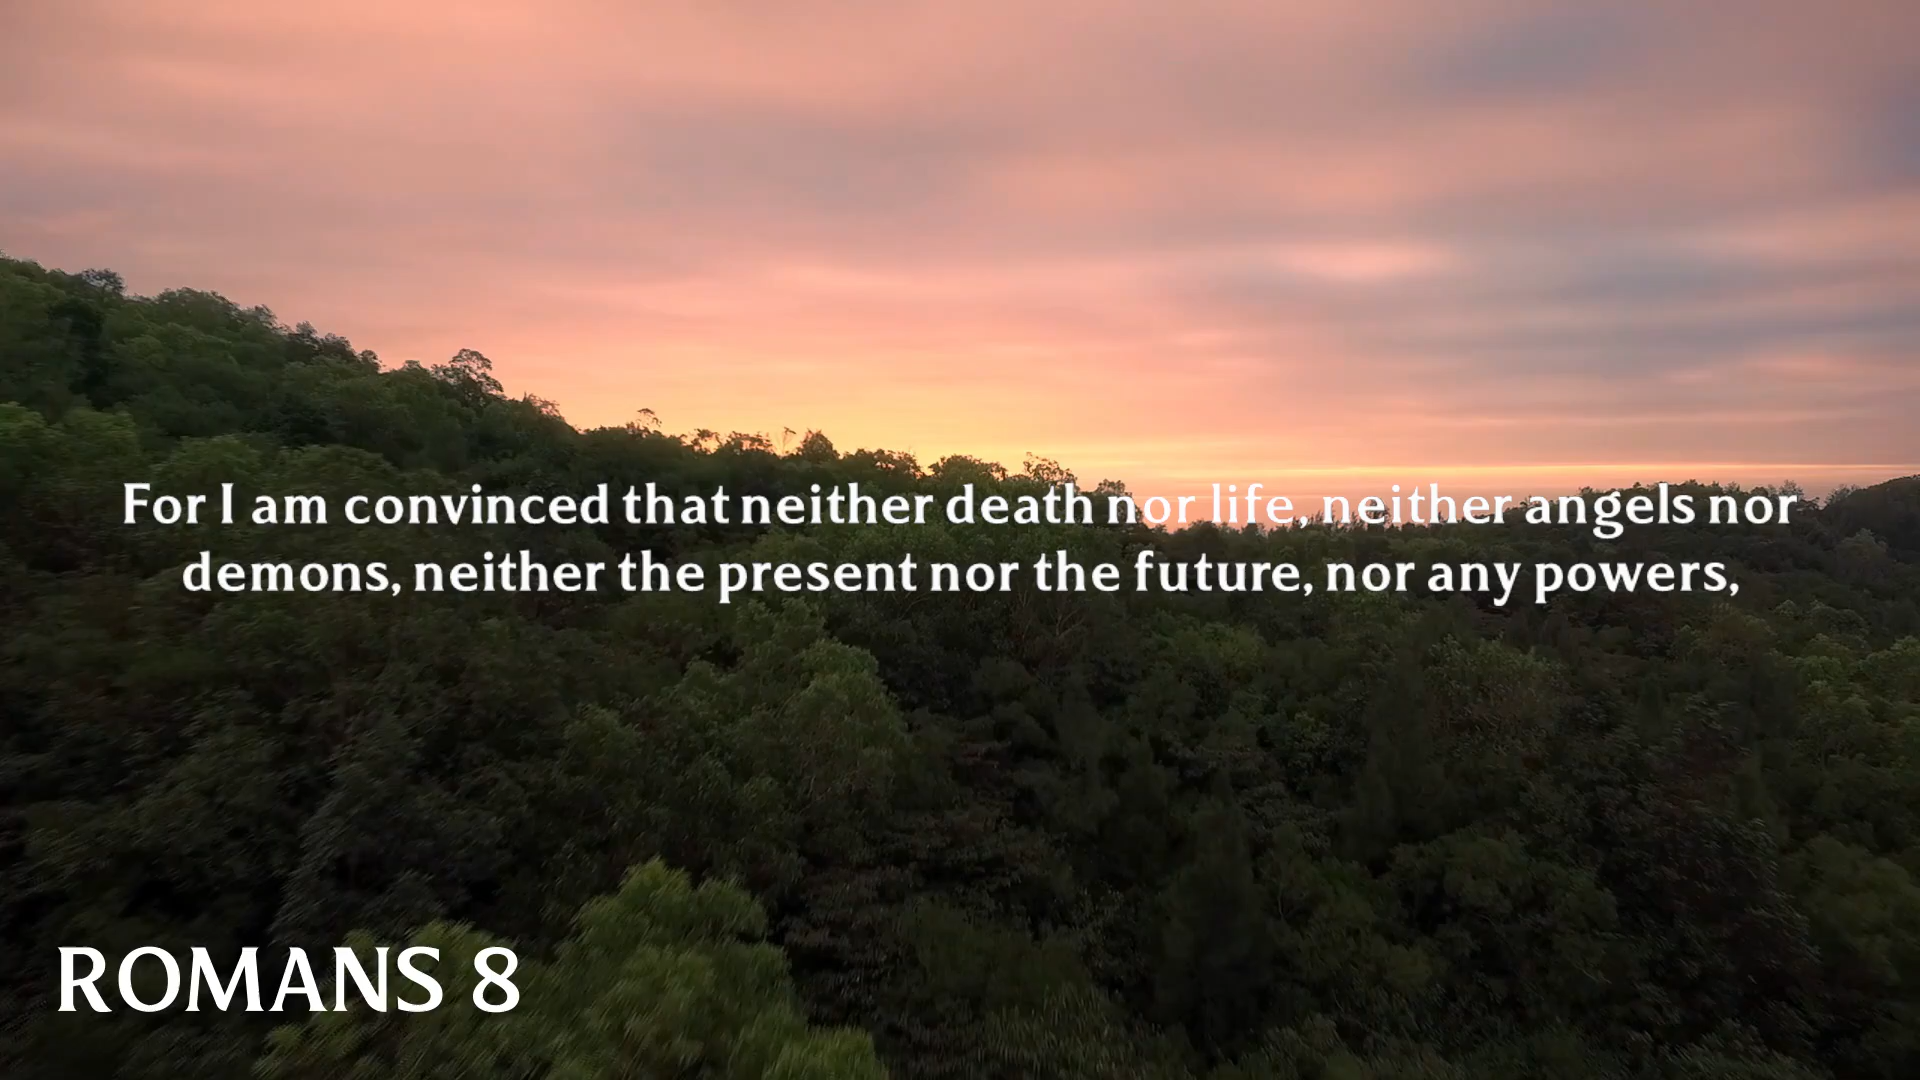 For I am convinced that neither death nor life, neither angels nor
demons, neither the present nor the future, nor any powers,
ROMANS 8